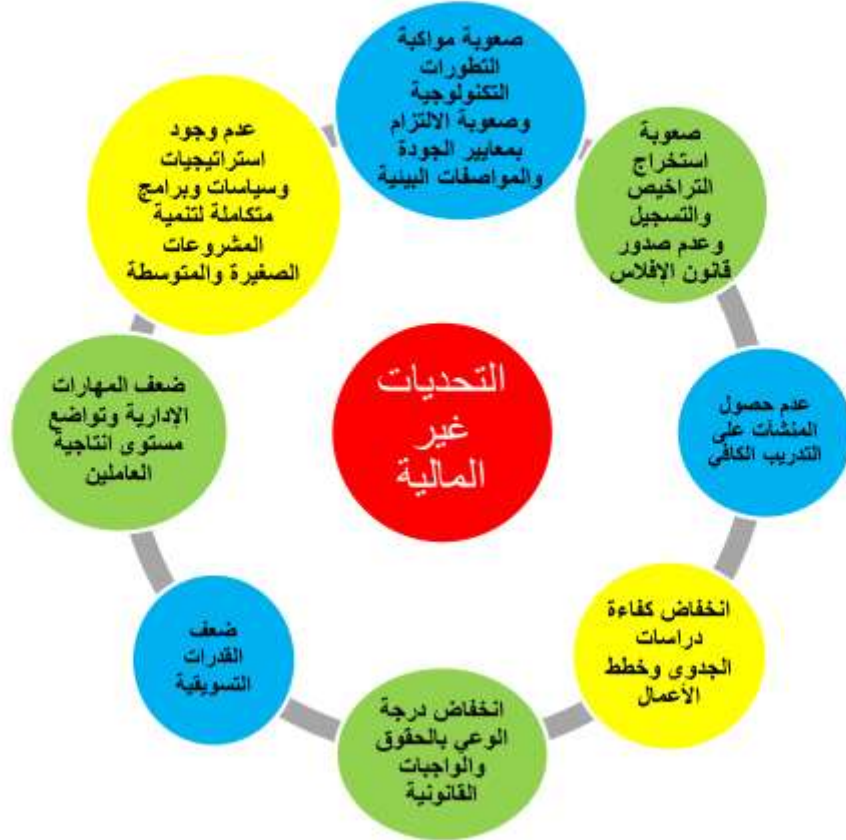 التحديات
غير
المالية
صعوبة مواكبة
التطورات
التكنولوجية
وصعوبة الالتزام
بمعايير الجودة
والمواصفات البيئية
صعوبة
استخراج
التراخيص
والتسجيل
وعدم صدور
قانون الإفلاس
عدم حصول
المنشآت على
التدريب الكافي
انخفاض كفاءة
دراسات
الجدوى وخطط
الأعمال
انخفاض درجة
الوعي بالحقوق
والواجبات
القانونية
ضعف
القدرات
التسويقية
ضعف المهارات
الإدارية وتواضع
مستوى انتاجية
العاملين
عدم وجود
استراتيجيات
وسياسات وبرامج
متكاملة لتنمية
المشروعات
الصغيرة والمتوسطة